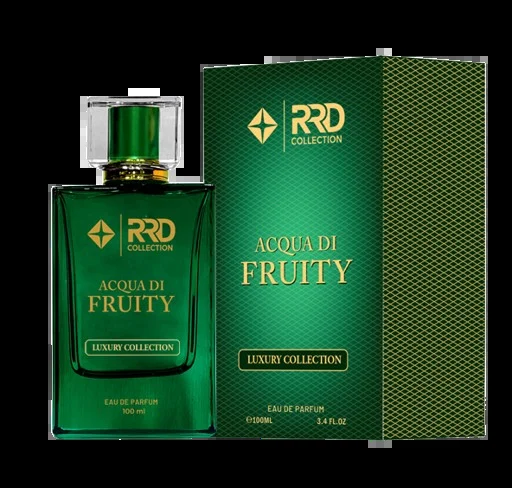 RRD
COLLECTION
ACQUA DI
FRUITY
LUXURY COLLECTION
EAU DE PARFUM
100 ml
RRD
COLLECTION
ACQUA DI
FRUITY
LUXURY COLLECTION
EAU DE PARFUM
℮100ML 3.4 FL.OZ